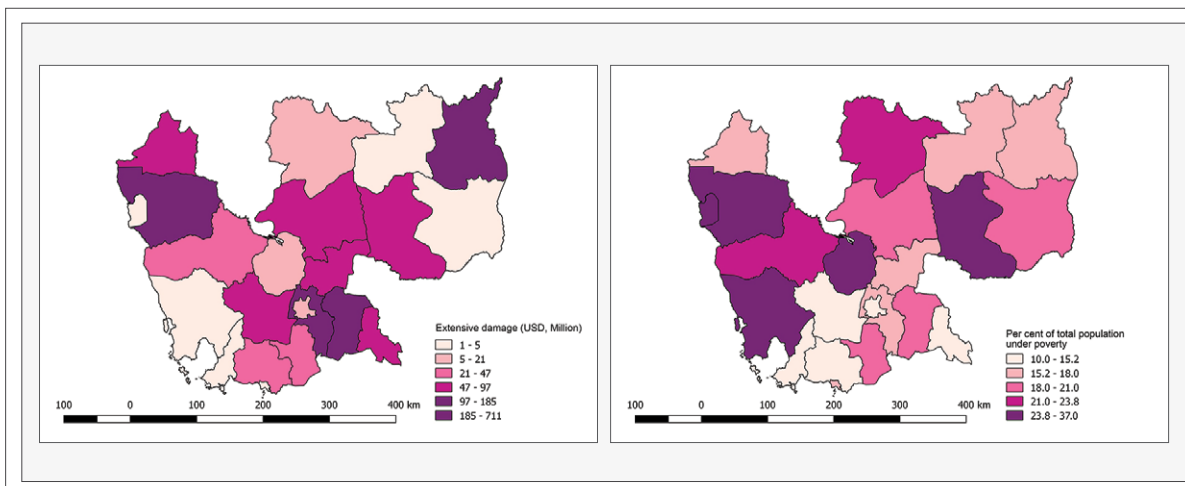 Extensive damage (USD, Million)
1 - 5
5 - 21
21 - 47
47 - 97
97 - 185
185 - 711
100 0 100 200 300 400 km
Per cent of total population
under poverty
10.0 - 15.2
15.2 - 18.0
18.0 - 21.0
21.0 - 23.8
23.8 - 37.0
100 0 100 200 300 400 km